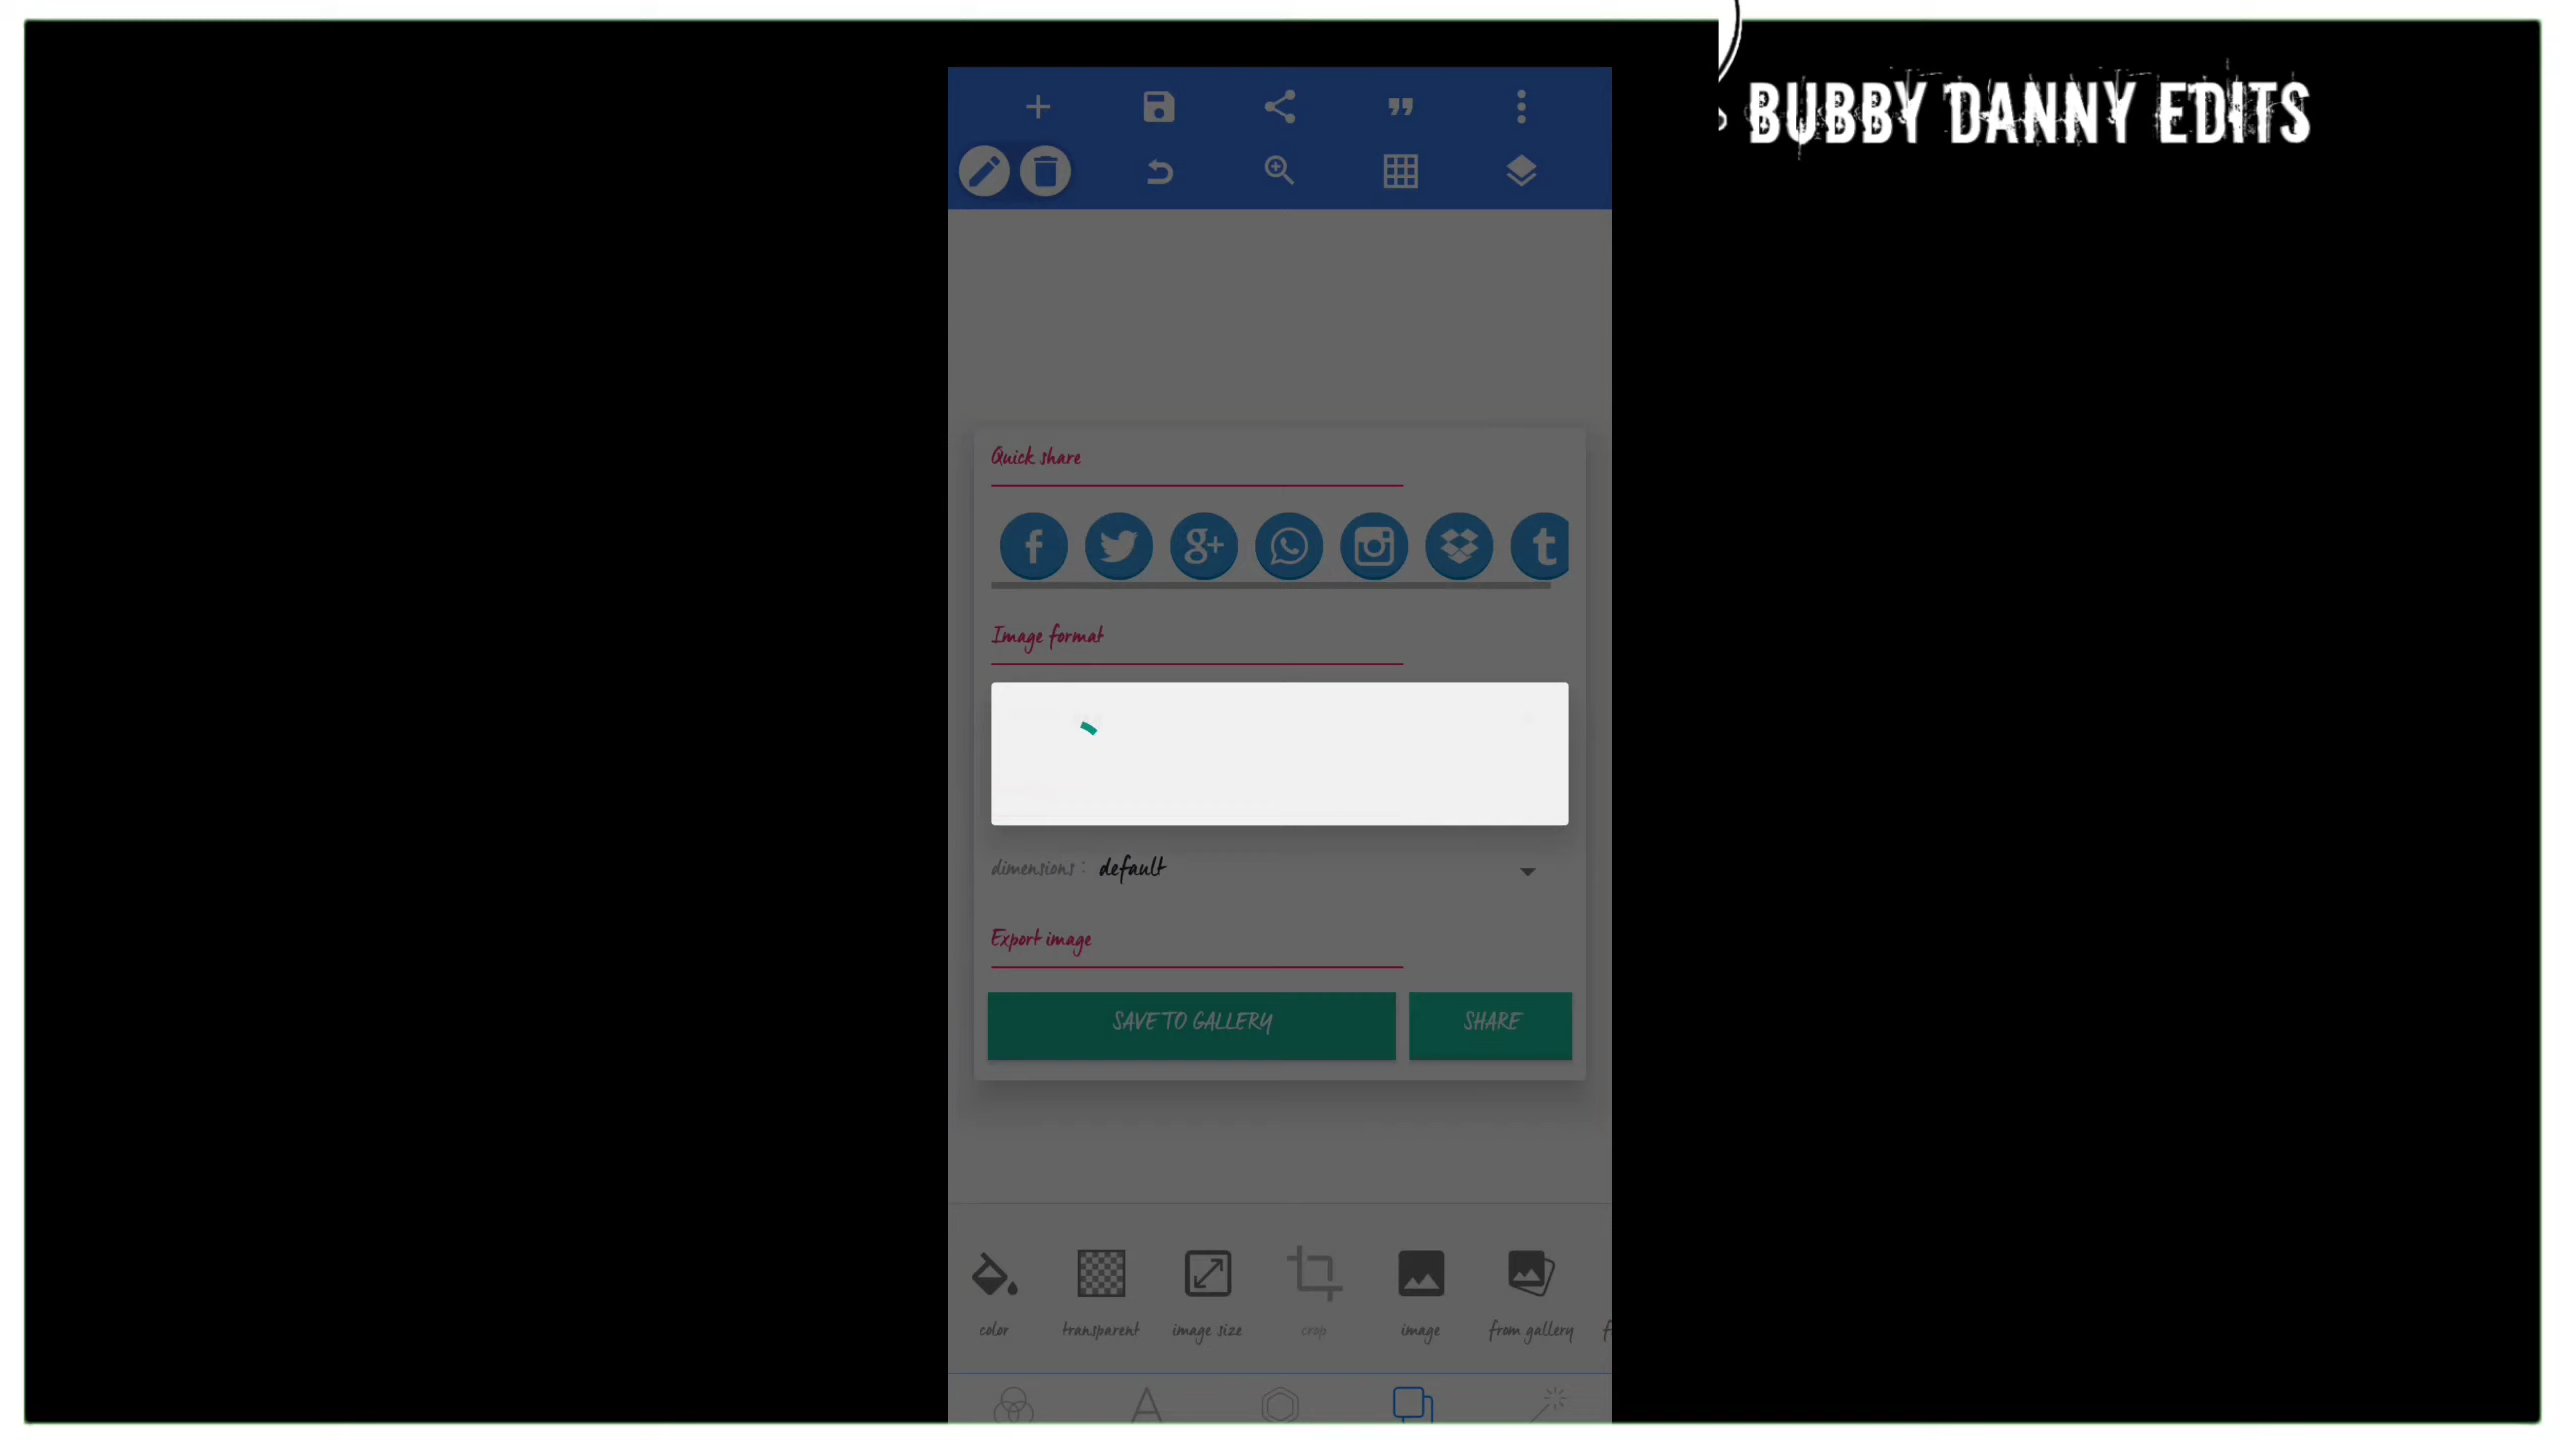 BUBBY DANNY EDITS
Quick share
Image format
dimensions : default
Export image
SAVE TO GALLERY
SHARE
color
transparent
image size
crop
image
from gallery